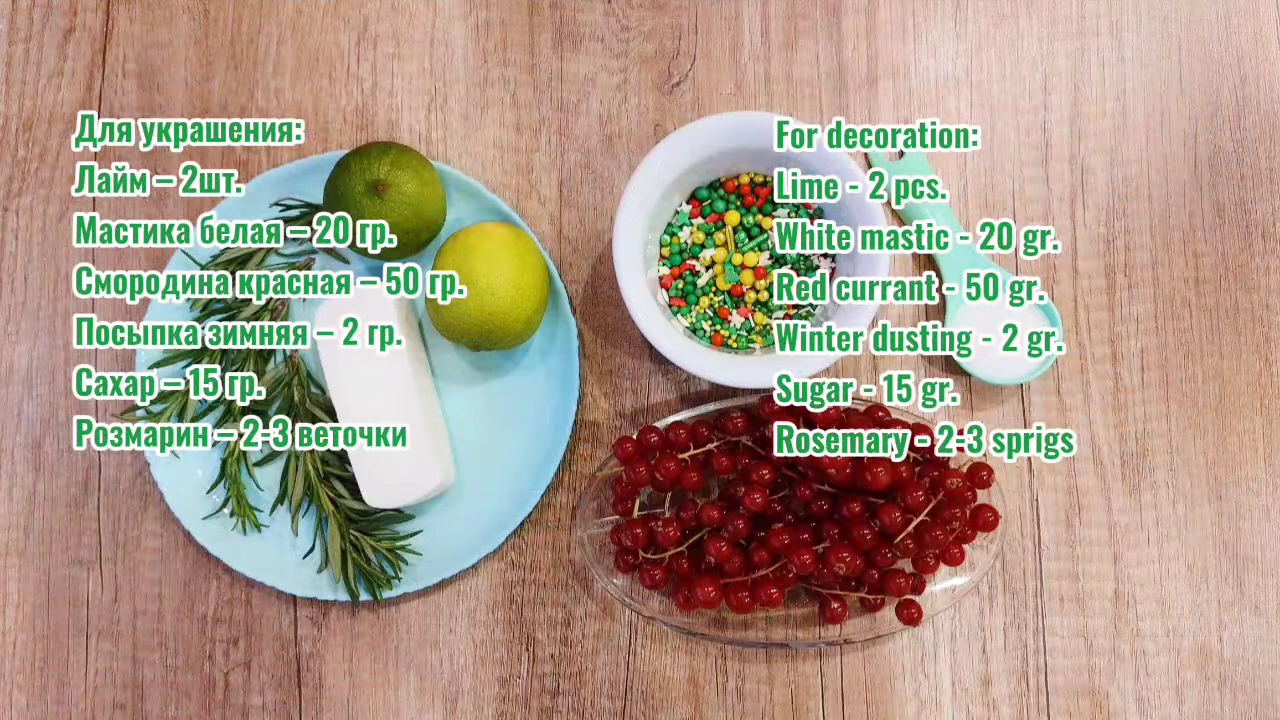 Для украшения:
Лайм – 2шт.
Мастика белая – 20 гр.
Смородина красная – 50 гр.
Посыпка зимняя – 2 гр.
Сахар – 15 гр.
Розмарин – 2-3 веточки
For decoration:
Lime - 2 pcs.
White mastic - 20 gr.
Red currant - 50 gr.
Winter dusting - 2 gr.
Sugar - 15 gr.
Rosemary - 2-3 sprigs